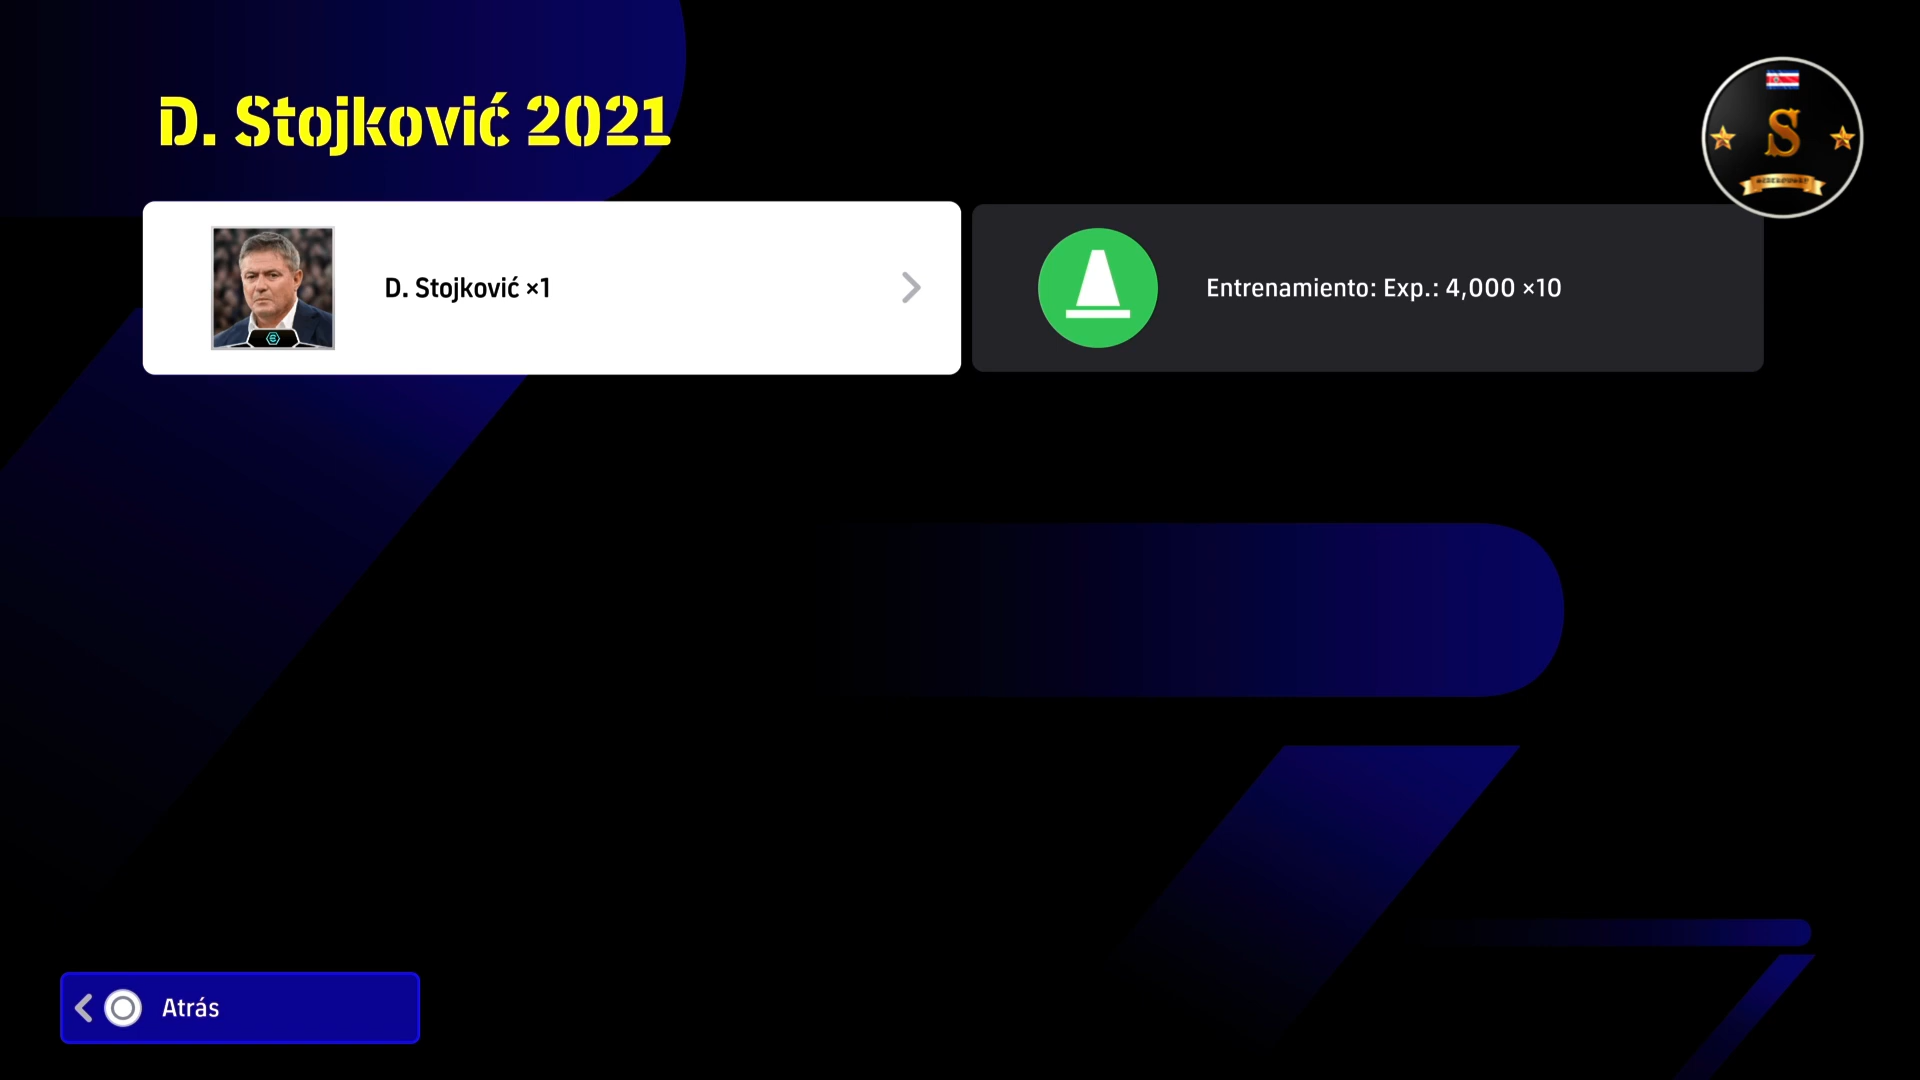 D. Stojković 2021
S
D. Stojković ×1
Entrenamiento: Exp.: 4,000 ×10
Atrás